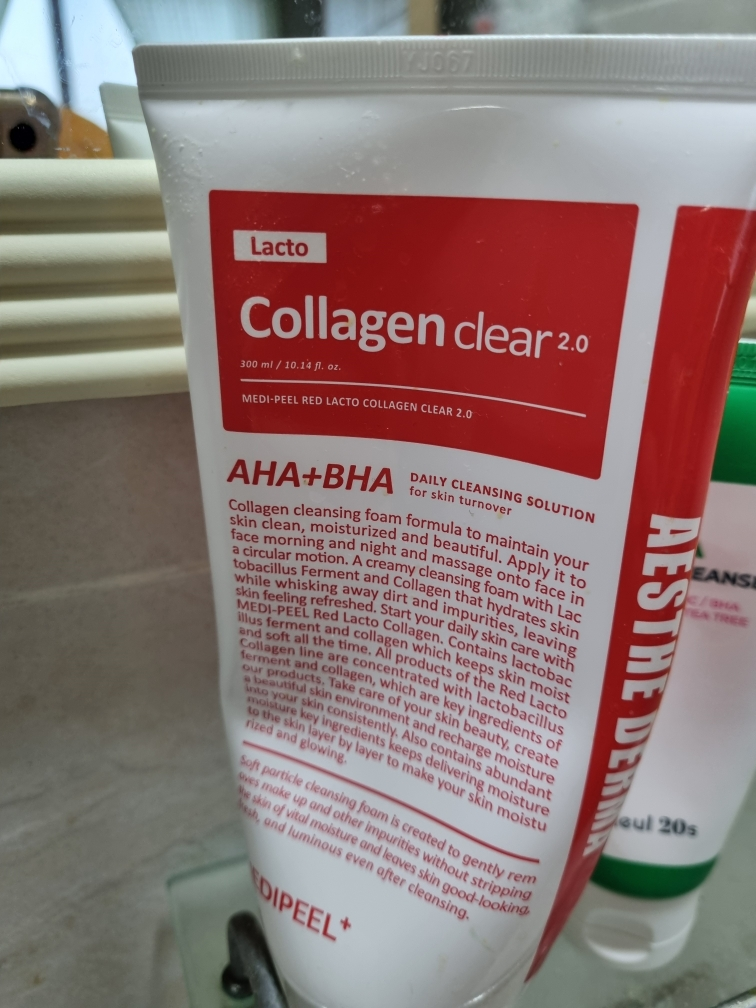 YJ067
Lacto
Collagen clear 2.0
300 ml / 10.14 fl. oz.
MEDI-PEEL RED LACTO COLLAGEN CLEAR 2.0
AHA+BHA
DAILY CLEANSING SOLUTION
for skin turnover
Collagen cleansing foam formula to maintain your
skin clean, moisturized and beautiful. Apply it to
face morning and night and massage onto face in
a circular motion. A creamy cleansing foam with Lac
tobacillus Ferment and Collagen that hydrates skin
while whisking away dirt and impurities, leaving
skin feeling refreshed. Start your daily skin care with
MEDI-PEEL Red Lacto Collagen. Contains lactobac
illus ferment and collagen which keeps skin moist
and soft all the time. All products of the Red Lacto
Collagen line are concentrated with lactobacillus
ferment and collagen, which are key ingredients of
our products. Take care of your skin beauty, create
a beautiful skin environment and recharge moisture
into your skin consistently. Also contains abundant
moisture key ingredients keeps delivering moisture
to the skin layer by layer to make your skin moistu
rized and glowing.
Soft particle cleansing foam is created to gently rem
oves make up and other impurities without stripping
the skin of vital moisture and leaves skin good-looking,
fresh, and luminous even after cleansing.
EDIPEEL+
AESTHE DERMA
EANSE
C / BHA
TEA TREE
eoul 20s